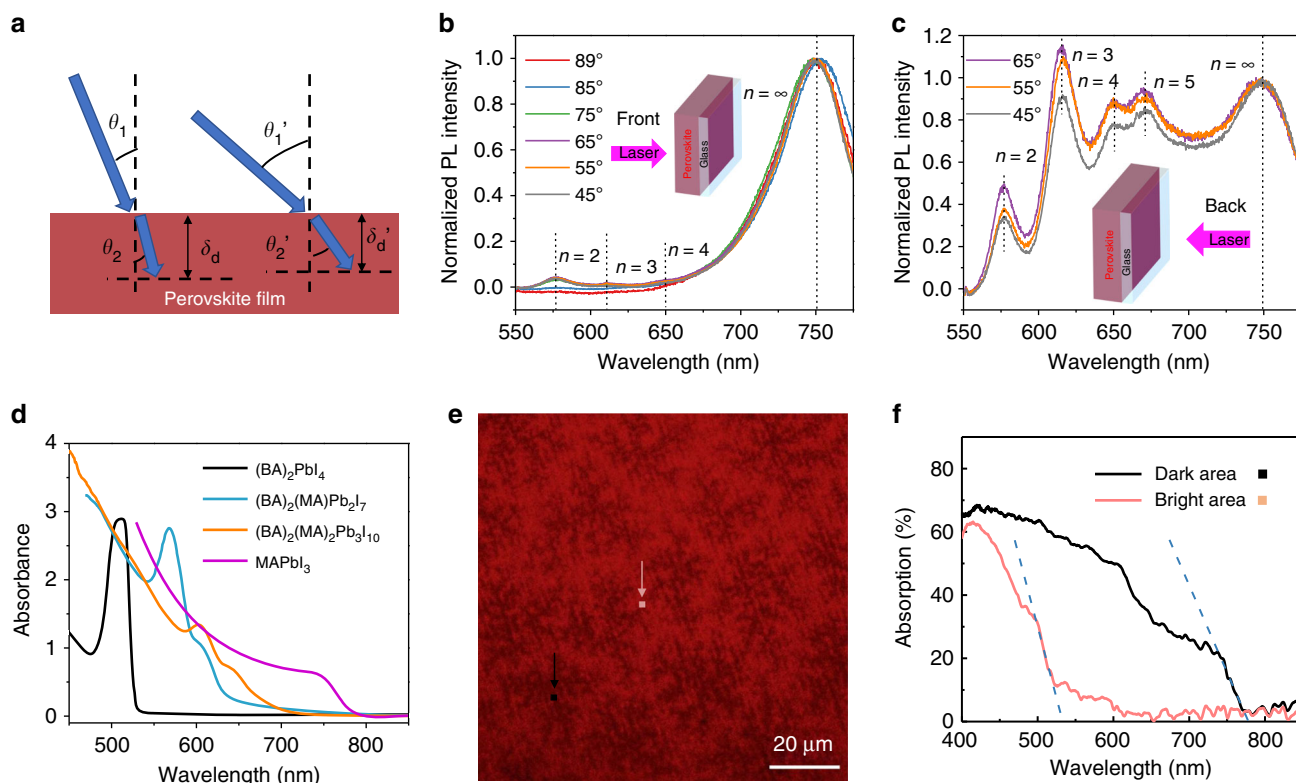 a
θ1
θ1'
θ2
δd
θ2'
δd'
Perovskite film
b
Normalized PL intensity
1.0
0.8
0.6
0.4
0.2
0.0
89°
85°
75°
65°
55°
45°
n = ∞
Front
Laser
Perovskite
Glass
n = 2
n = 3
n = 4
550 600 650 700 750
Wavelength (nm)
c
Normalized PL intensity
1.2
1.0
0.8
0.6
0.4
0.2
0.0
65°
55°
45°
n = 3
n = 4
n = 5
n = ∞
n = 2
Perovskite
Glass
Back
Laser
550 600 650 700 750
Wavelength (nm)
d
Absorbance
4
3
2
1
0
(BA)2PbI4
(BA)2(MA)Pb2I7
(BA)2(MA)2Pb3I10
MAPbI3
500 600 700 800
Wavelength (nm)
e
20 μm
f
Absorption (%)
80
60
40
20
0
Dark area
Bright area
400 500 600 700 800
Wavelength (nm)